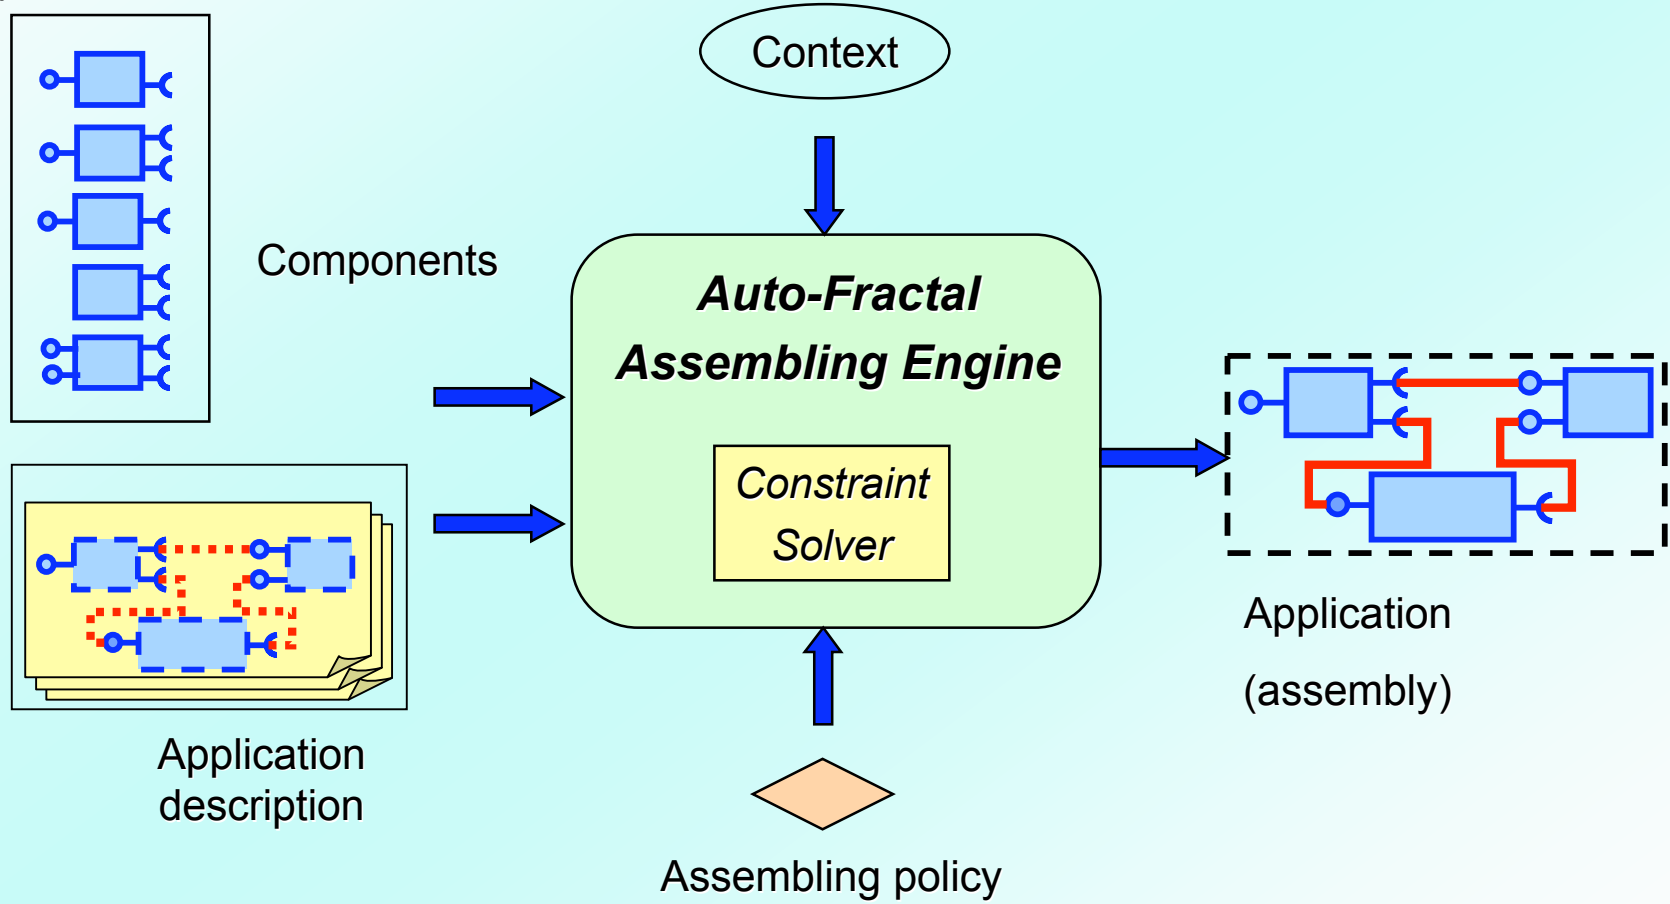 Context
Components
Auto-Fractal
Assembling Engine
Constraint
Solver
Application
(assembly)
Application
description
Assembling policy